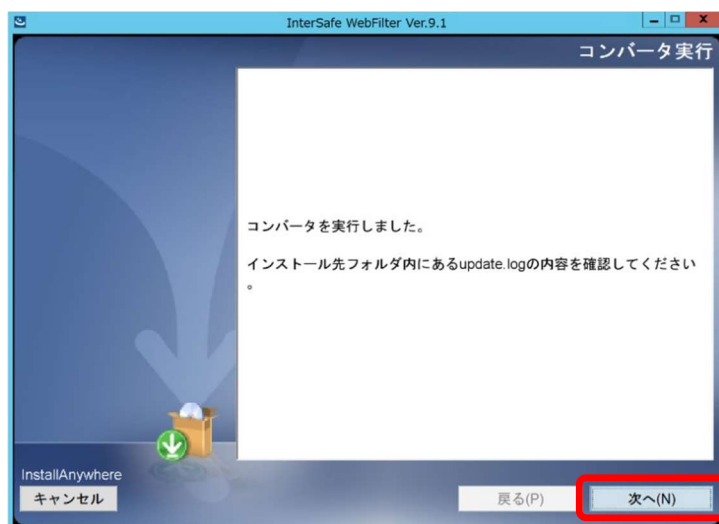 InterSafe WebFilter Ver.9.1
コンバータ実行
コンバータを実行しました。
インストール先フォルダ内にあるupdate.logの内容を確認してください
。
InstallAnywhere
キャンセル
戻る(P)
次へ(N)